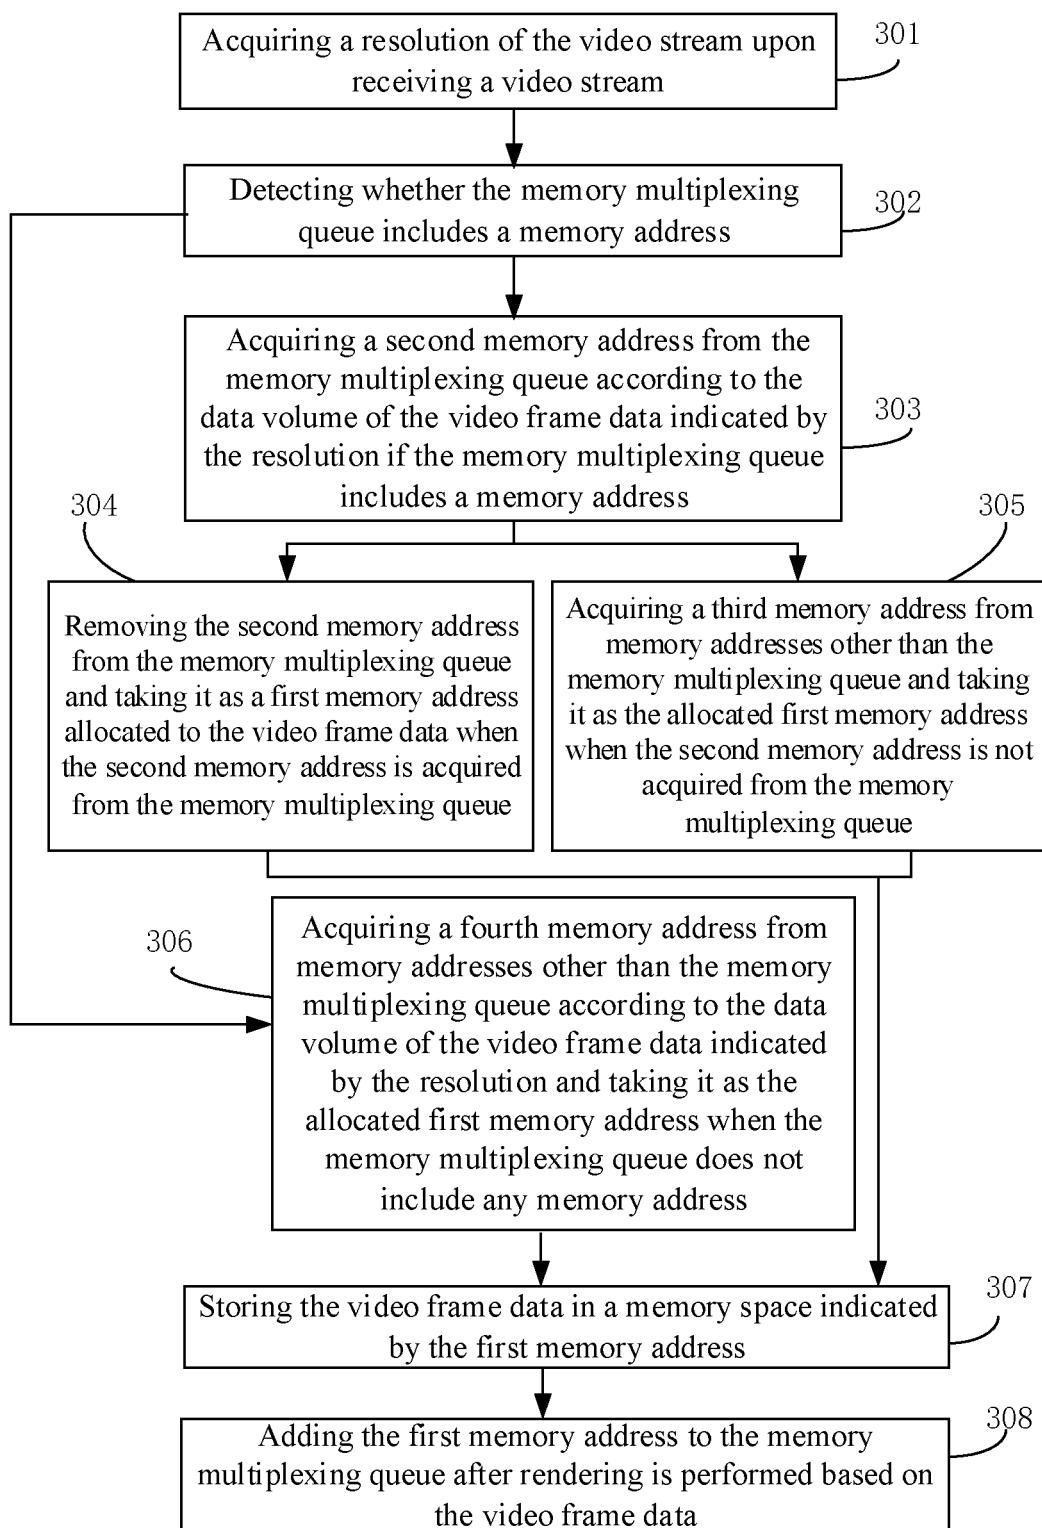 Acquiring a resolution of the video stream upon
receiving a video stream
301
Detecting whether the memory multiplexing
queue includes a memory address
302
Acquiring a second memory address from the
memory multiplexing queue according to the
data volume of the video frame data indicated by
the resolution if the memory multiplexing queue
includes a memory address
303
304
Removing the second memory address
from the memory multiplexing queue
and taking it as a first memory address
allocated to the video frame data when
the second memory address is acquired
from the memory multiplexing queue
305
Acquiring a third memory address from
memory addresses other than the
memory multiplexing queue and taking
it as the allocated first memory address
when the second memory address is not
acquired from the memory
multiplexing queue
306
Acquiring a fourth memory address from
memory addresses other than the memory
multiplexing queue according to the data
volume of the video frame data indicated
by the resolution and taking it as the
allocated first memory address when the
memory multiplexing queue does not
include any memory address
Storing the video frame data in a memory space indicated
by the first memory address
307
Adding the first memory address to the memory
multiplexing queue after rendering is performed based on
the video frame data
308